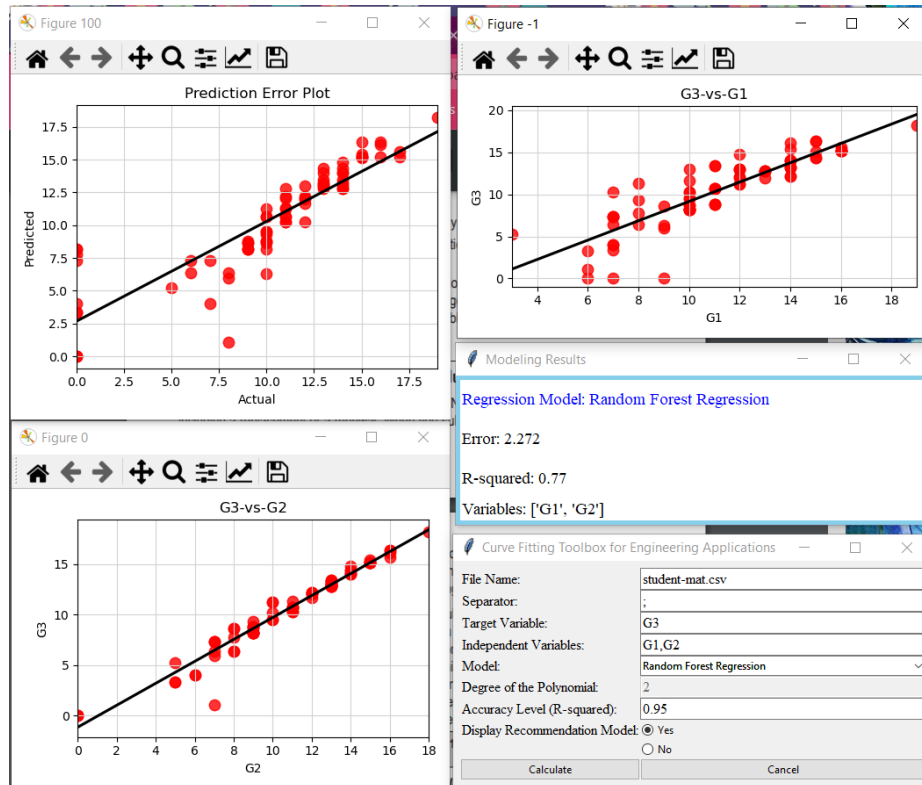 Figure 100
Prediction Error Plot
17.5
15.0
12.5
10.0
7.5
5.0
2.5
0.0
Predicted
0.0 2.5 5.0 7.5 10.0 12.5 15.0 17.5
Actual
Figure -1
G3-vs-G1
20
15
10
5
0
G3
4 6 8 10 12 14 16 18
G1
Modeling Results
Regression Model: Random Forest Regression
Error: 2.272
R-squared: 0.77
Variables: ['G1', 'G2']
Figure 0
G3-vs-G2
15
10
5
0
G3
0 2 4 6 8 10 12 14 16 18
G2
Curve Fitting Toolbox for Engineering Applications
File Name: student-mat.csv
Separator: ;
Target Variable: G3
Independent Variables: G1,G2
Model: Random Forest Regression
Degree of the Polynomial: 2
Accuracy Level (R-squared): 0.95
Display Recommendation Model: Yes
No
Calculate Cancel